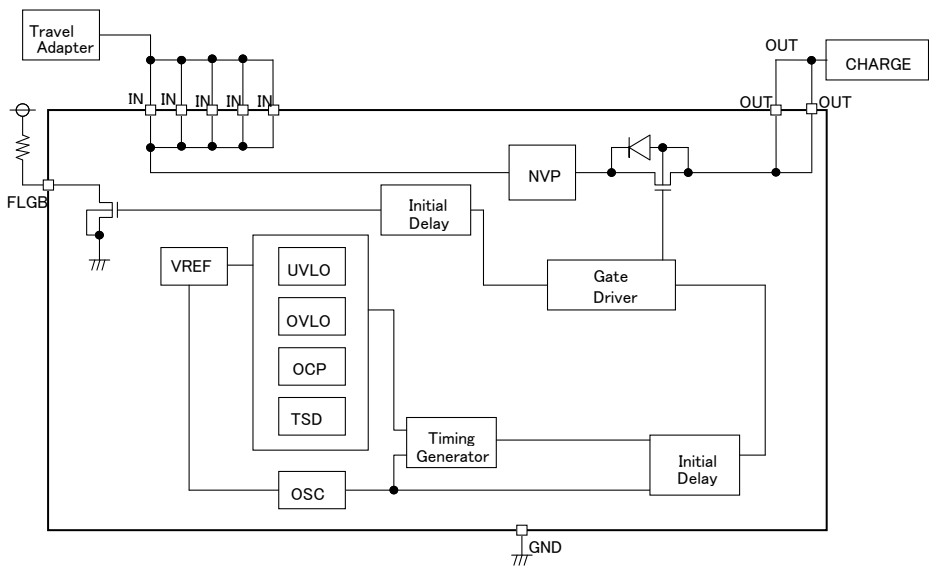 Travel
Adapter
OUT
CHARGE
IN
IN
IN
IN
IN
OUT
OUT
NVP
FLGB
Initial
Delay
VREF
UVLO
Gate
Driver
OVLO
OCP
TSD
Timing
Generator
Initial
Delay
OSC
GND